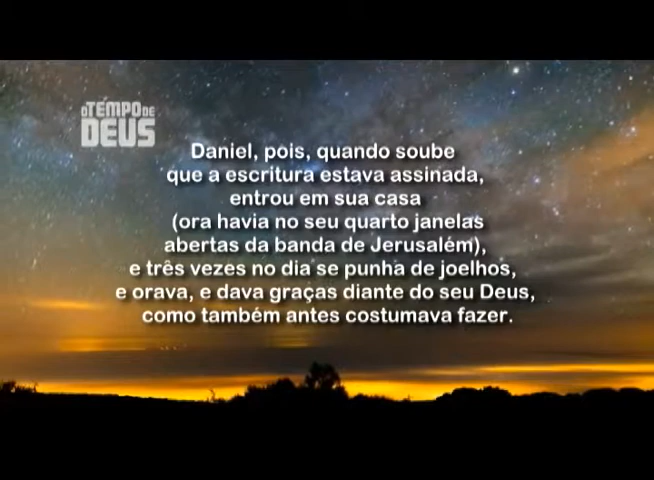 O TEMPO DE
DEUS
Daniel, pois, quando soube
que a escritura estava assinada,
entrou em sua casa
(ora havia no seu quarto janelas
abertas da banda de Jerusalém),
e três vezes no dia se punha de joelhos,
e orava, e dava graças diante do seu Deus,
como também antes costumava fazer.